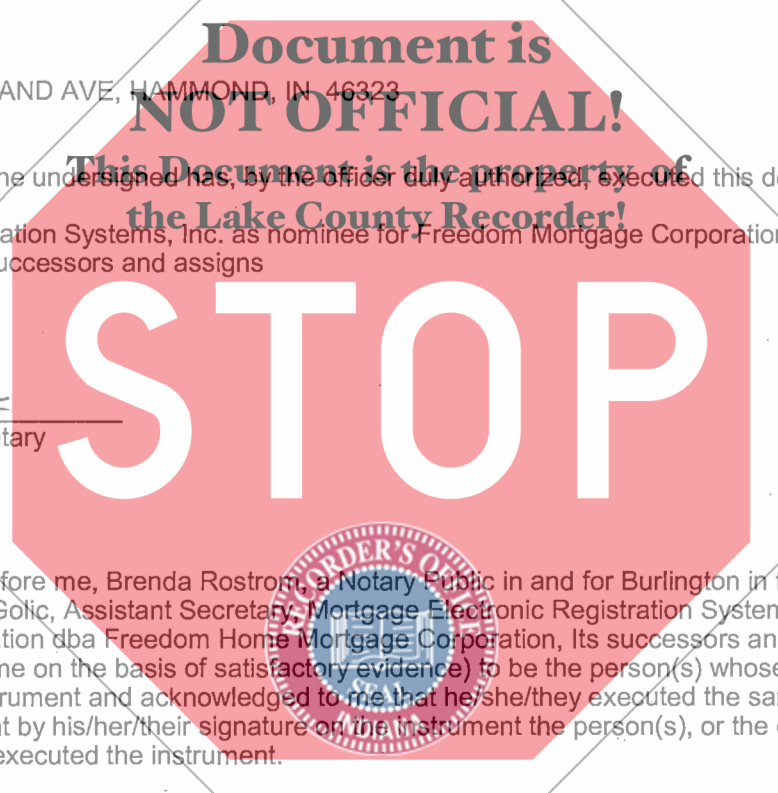 Document is
AND AVE, HAMMOND, IN 46323
NOT OFFICIAL!
This Document is the property of
undersigned has, by the officer duly authorized, executed this
the Lake County Recorder!
ation Systems, Inc. as nominee for Freedom Mortgage Corporation
uccessors and assigns
STOP
tary
RECORDER'S OFFICE
fore me, Brenda Rostrom, a Notary Public in and for Burlington in
Golic, Assistant Secretary, Mortgage Electronic Registration System
tion dba Freedom Home Mortgage Corporation, Its successors an
me on the basis of satisfactory evidence) to be the person(s) whose
rument and acknowledged to me that he/she/they executed the sa
SEAL
t by his/her/their signature on the instrument the person(s), or the
INDIANA
executed the instrument.